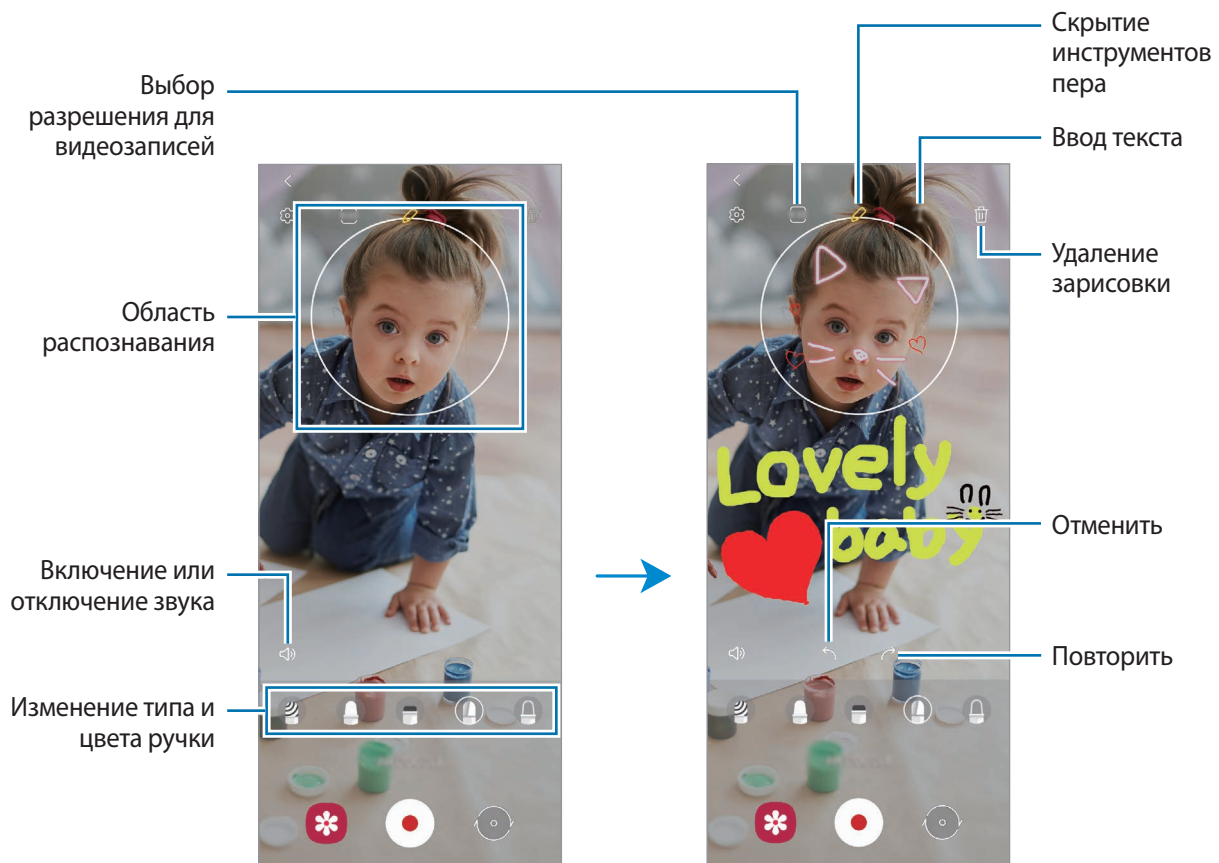 Скрытие
инструментов
пера
Выбор
разрешения для
видеозаписей
Ввод текста
Удаление
зарисовки
Область
распознавания
Lovely
baby
Отменить
Включение или
отключение звука
Повторить
Изменение типа и
цвета ручки